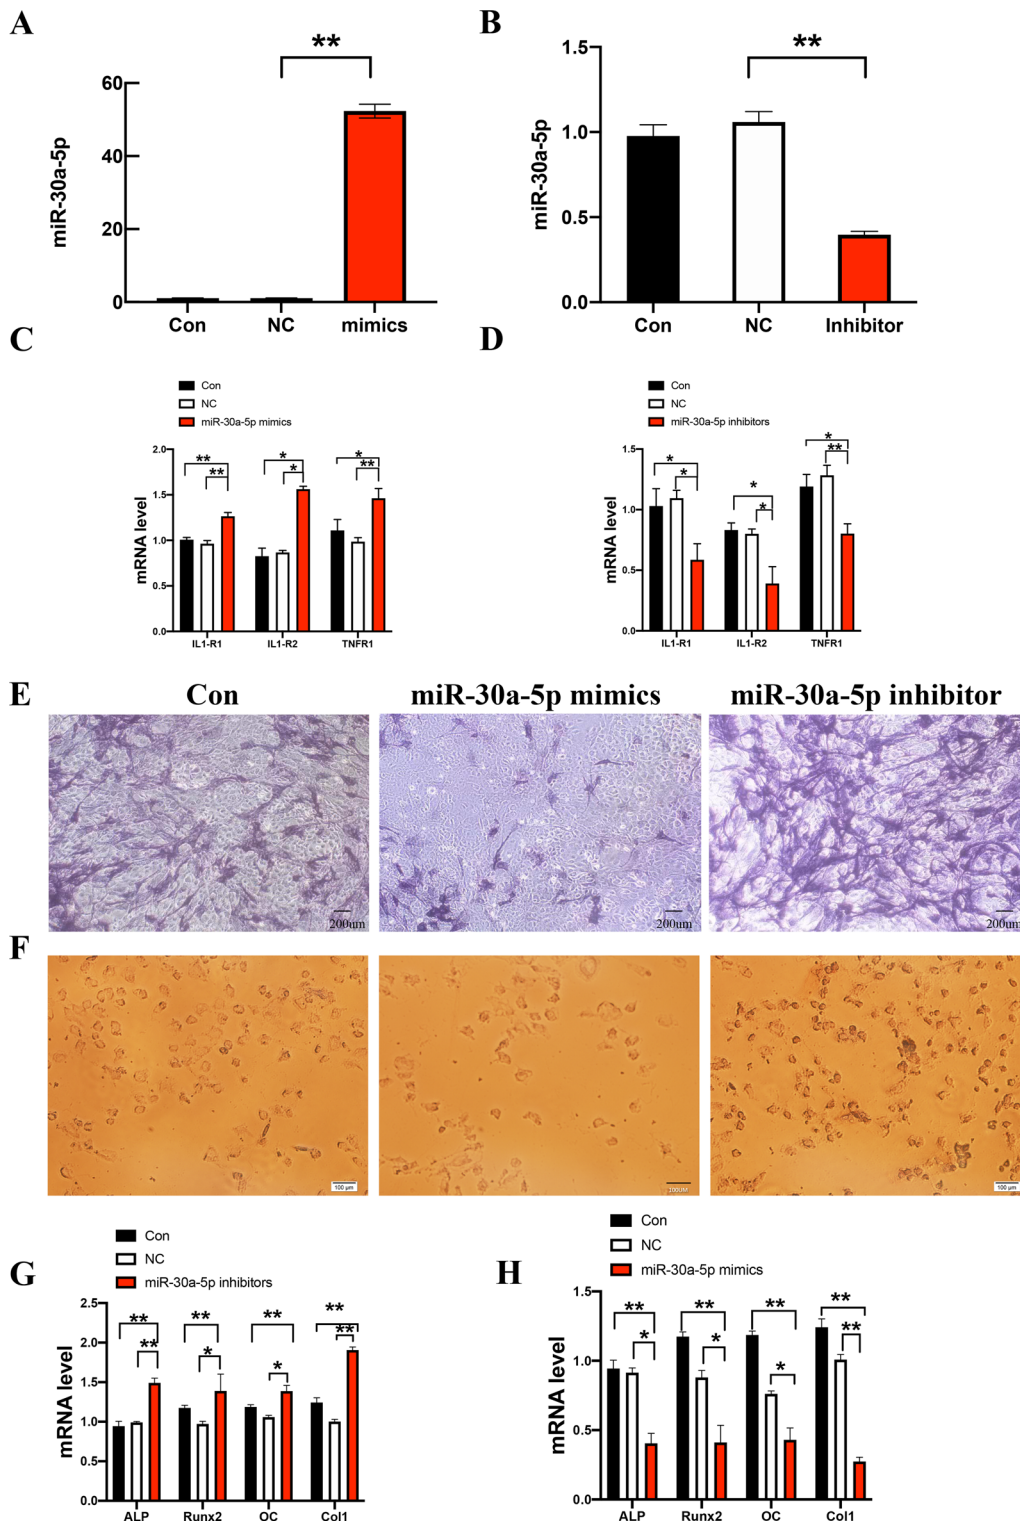 A
**
60
40
20
0
miR-30a-5p
Con NC mimics
B
**
1.5
1.0
0.5
0.0
miR-30a-5p
Con NC Inhibitor
C
Con
NC
miR-30a-5p mimics
2.0
1.5
1.0
0.5
0.0
mRNA level
** ** * * * **
IL1-R1 IL1-R2 TNFR1
D
Con
NC
miR-30a-5p inhibitors
1.5
1.0
0.5
0.0
mRNA level
* * * * * **
IL1-R1 IL1-R2 TNFR1
E
Con miR-30a-5p mimics miR-30a-5p inhibitor
200um 200um 200um
F
100 μm 100UM 100 μm
G
Con
NC
miR-30a-5p inhibitors
2.5
2.0
1.5
1.0
0.5
0.0
mRNA level
** ** ** * ** * ** **
ALP Runx2 OC Col1
H
Con
NC
miR-30a-5p mimics
1.5
1.0
0.5
0.0
mRNA level
** * ** * ** * ** **
ALP Runx2 OC Col1